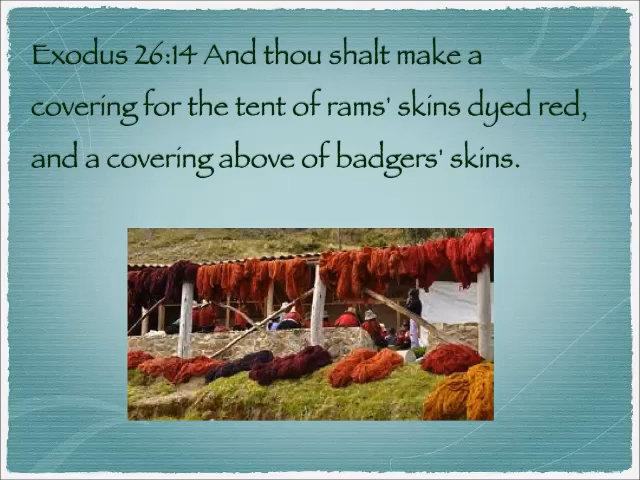 Exodus 26:14 And thou shalt make a
covering for the tent of rams' skins dyed red,
and a covering above of badgers' skins.